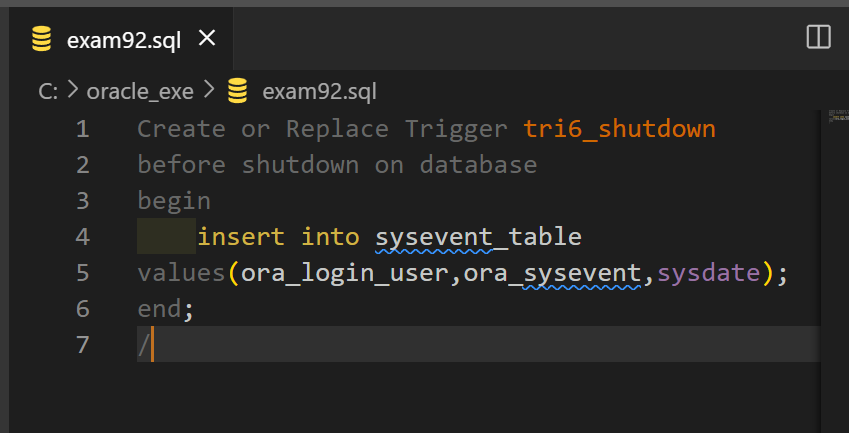 exam92.sql
C: > oracle_exe > exam92.sql
1 Create or Replace Trigger tri6_shutdown
2 before shutdown on database
3 begin
4     insert into sysevent_table
5 values(ora_login_user,ora_sysevent,sysdate);
6 end;
7 /